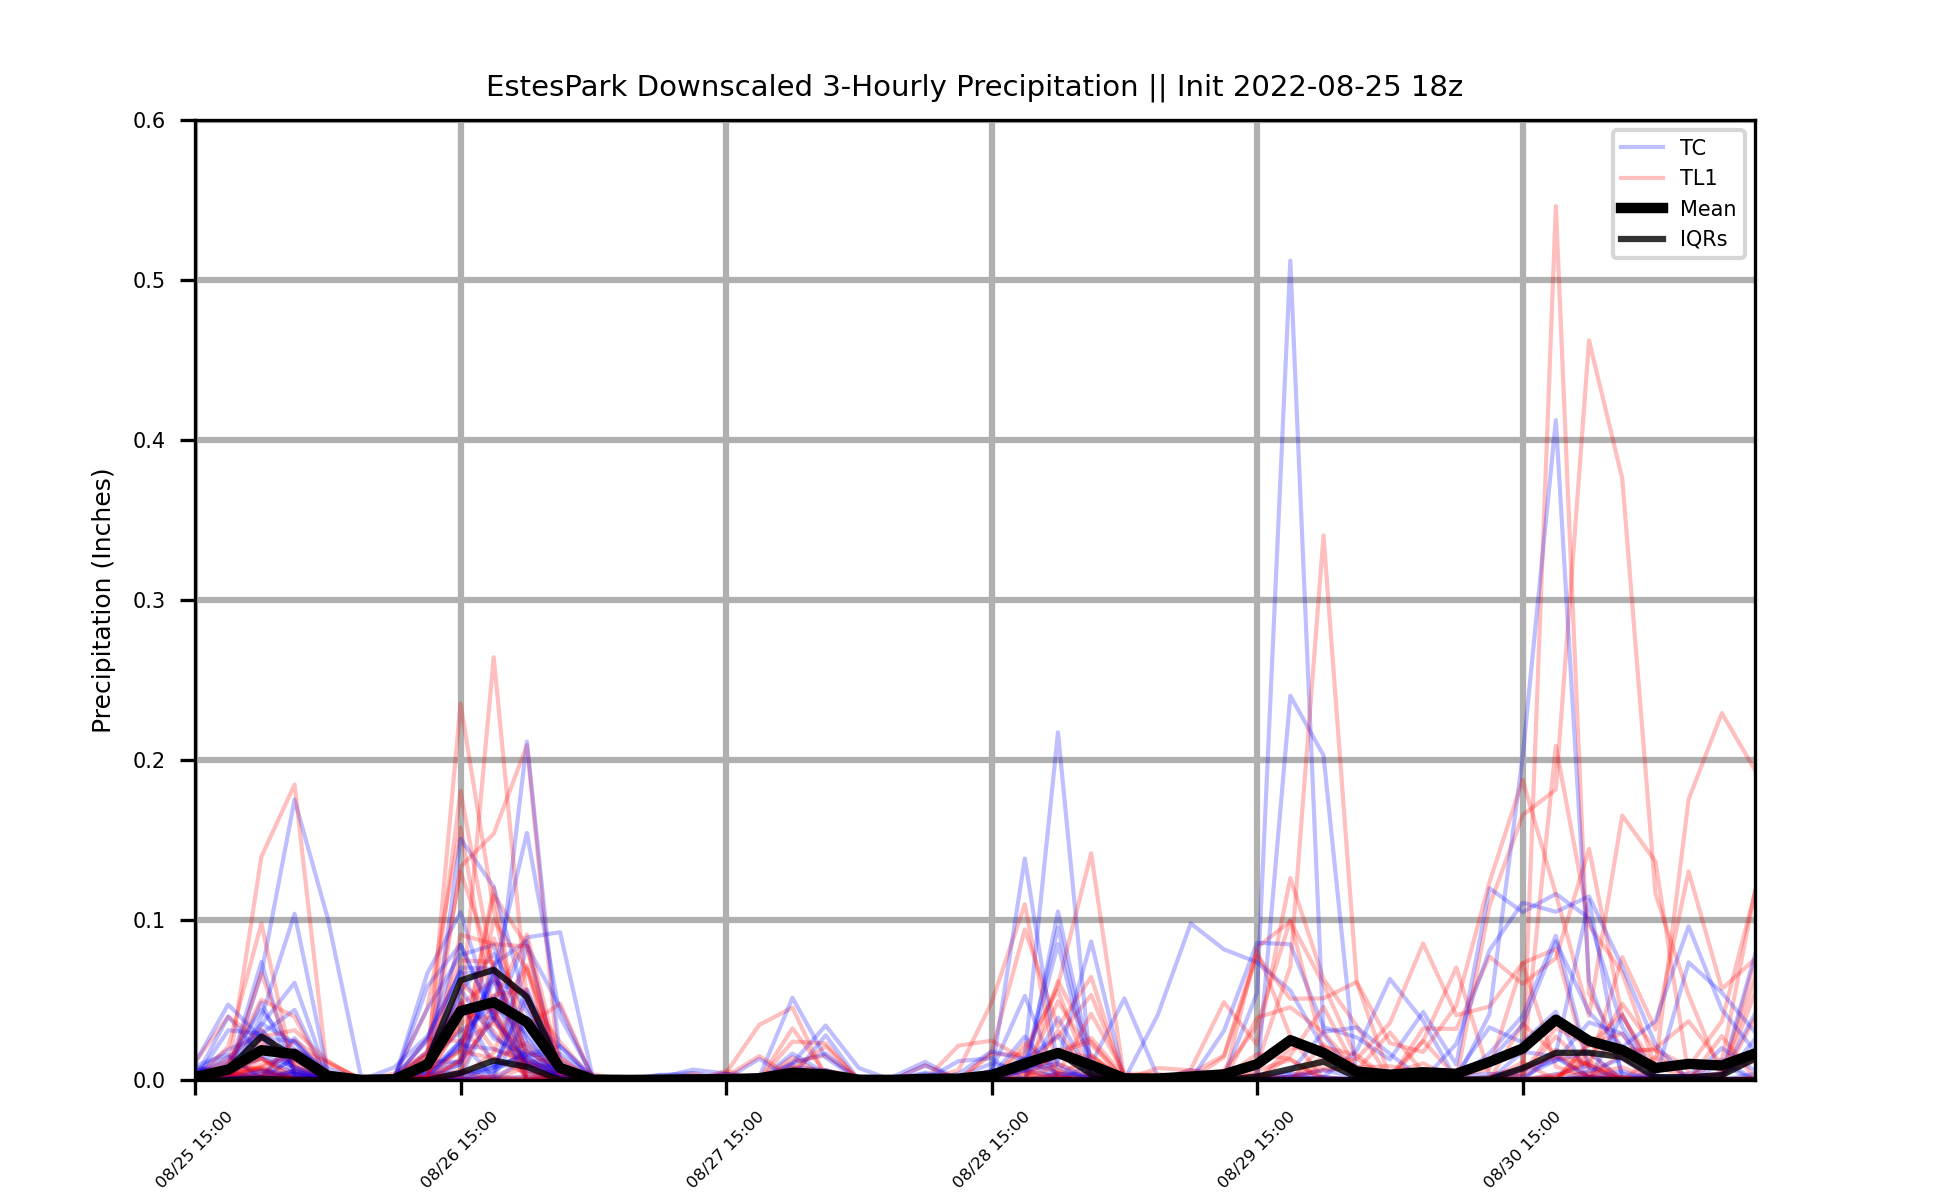 EstesPark Downscaled 3-Hourly Precipitation || Init 2022-08-25 18z
Precipitation (Inches)
0.6
0.5
0.4
0.3
0.2
0.1
0.0
TC
TL1
Mean
IQRs
08/25 15:00
08/26 15:00
08/27 15:00
08/28 15:00
08/29 15:00
08/30 15:00